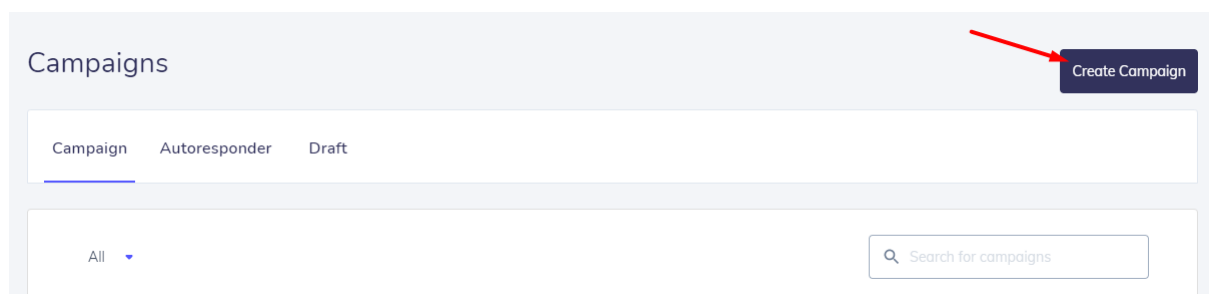 Campaigns
Create Campaign
Campaign Autoresponder Draft
All
Search for campaigns